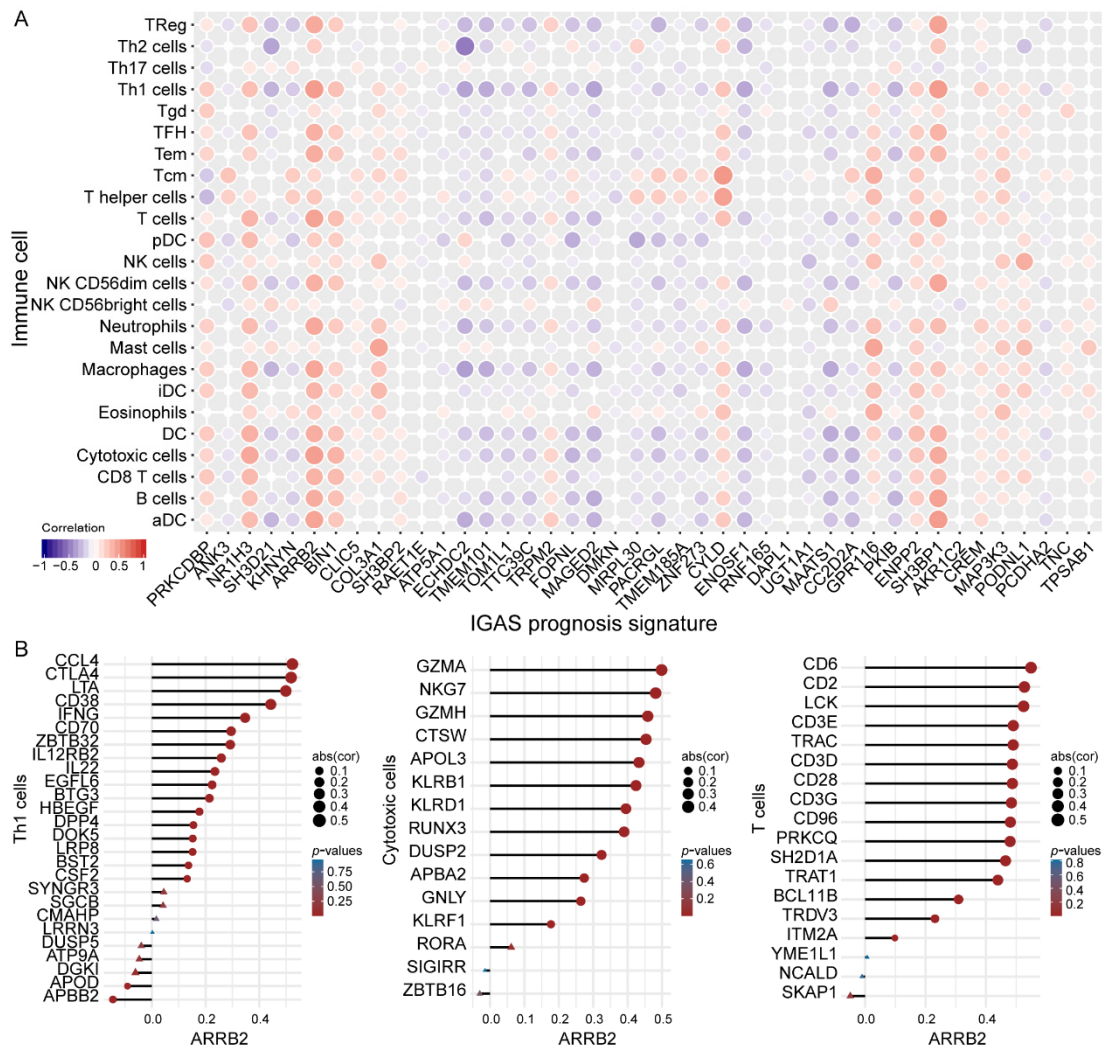 A
Immune cell
TReg
Th2 cells
Th17 cells
Th1 cells
Tgd
TFH
Tem
Tcm
T helper cells
T cells
pDC
NK cells
NK CD56dim cells
NK CD56bright cells
Neutrophils
Mast cells
Macrophages
iDC
Eosinophils
DC
Cytotoxic cells
CD8 T cells
B cells
aDC
Correlation
−1 −0.5 0 0.5 1
PRKCDBP
ANK3
NR1H3
SH3D21
KHNYN
ARRB2
BIN1
CLIC5
COL3A1
SH3BP2
RAET1E
ATP5A1
ECHDC2
TMEM101
TOM1L1
TTC39C
TRPM2
FOPNL
MAGED2
DMKN
MRPL30
PACRGL
TMEM185A
ZNF273
CYLD
ENOSF1
RNF165
DAPL1
UGT1A1
MAATS1
CC2D2A
GPR116
PKIB
ENPP2
SH3BP1
AKR1C2
CREM
MAP3K3
PODNL1
PCDHA2
TNC
TPSAB1
IGAS prognosis signature
B
Th1 cells
CCL4
CTLA4
LTA
CD38
IFNG
CD70
ZBTB32
IL12RB2
IL22
EGFL6
BTG3
HBEGF
DPP4
DOK5
LRP8
BST2
CSF2
SYNGR3
SGCB
CMAHP
LRRN3
DUSP5
ATP9A
DGKI
APOD
APBB2
0.0 0.2 0.4
ARRB2
abs(cor)
0.1
0.2
0.3
0.4
0.5
p-values
0.75
0.50
0.25
Cytotoxic cells
GZMA
NKG7
GZMH
CTSW
APOL3
KLRB1
KLRD1
RUNX3
DUSP2
APBA2
GNLY
KLRF1
RORA
SIGIRR
ZBTB16
0.0 0.1 0.2 0.3 0.4 0.5
ARRB2
abs(cor)
0.1
0.2
0.3
0.4
p-values
0.6
0.4
0.2
T cells
CD6
CD2
LCK
CD3E
TRAC
CD3D
CD28
CD3G
CD96
PRKCQ
SH2D1A
TRAT1
BCL11B
TRDV3
ITM2A
YME1L1
NCALD
SKAP1
0.0 0.2 0.4
ARRB2
abs(cor)
0.1
0.2
0.3
0.4
0.5
p-values
0.8
0.6
0.4
0.2